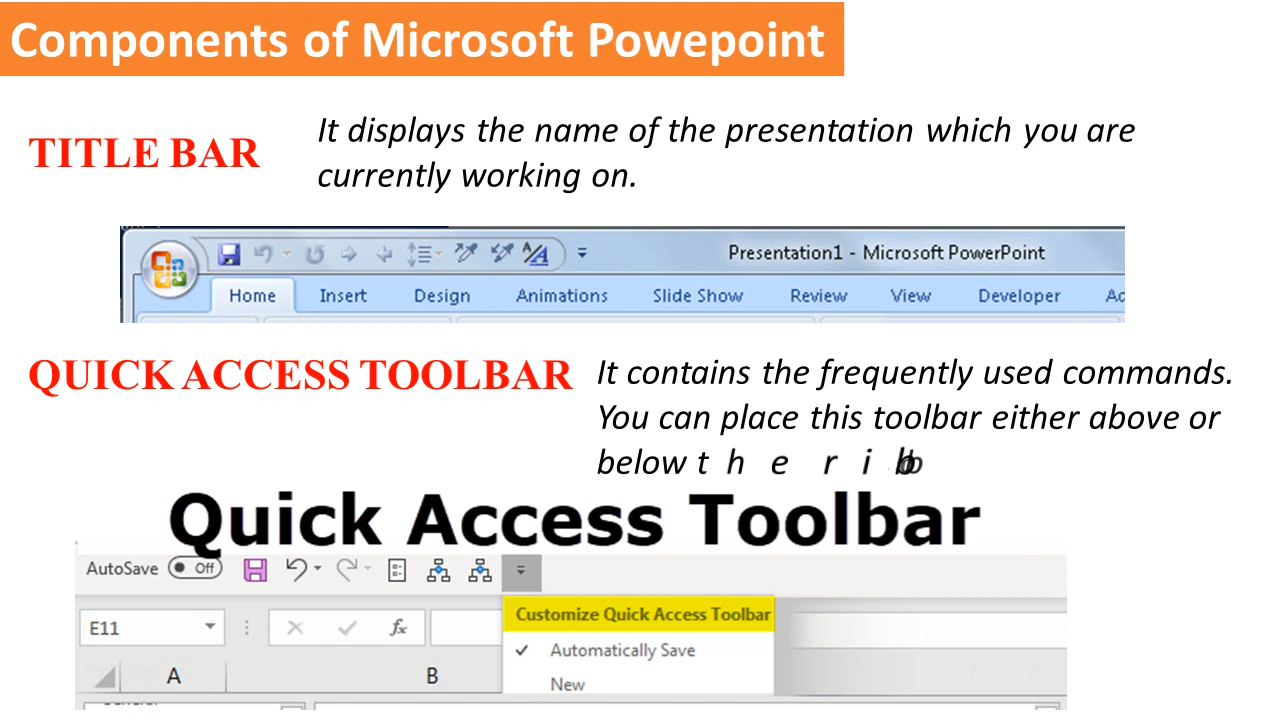 Components of Microsoft Powepoint
TITLE BAR
It displays the name of the presentation which you are
currently working on.
Presentation1 - Microsoft PowerPoint
Home Insert Design Animations Slide Show Review View Developer
QUICK ACCESS TOOLBAR
It contains the frequently used commands.
You can place this toolbar either above or
below t h e r i b
Quick Access Toolbar
AutoSave Off
Customize Quick Access Toolbar
E11 fx
Automatically Save
A B
New